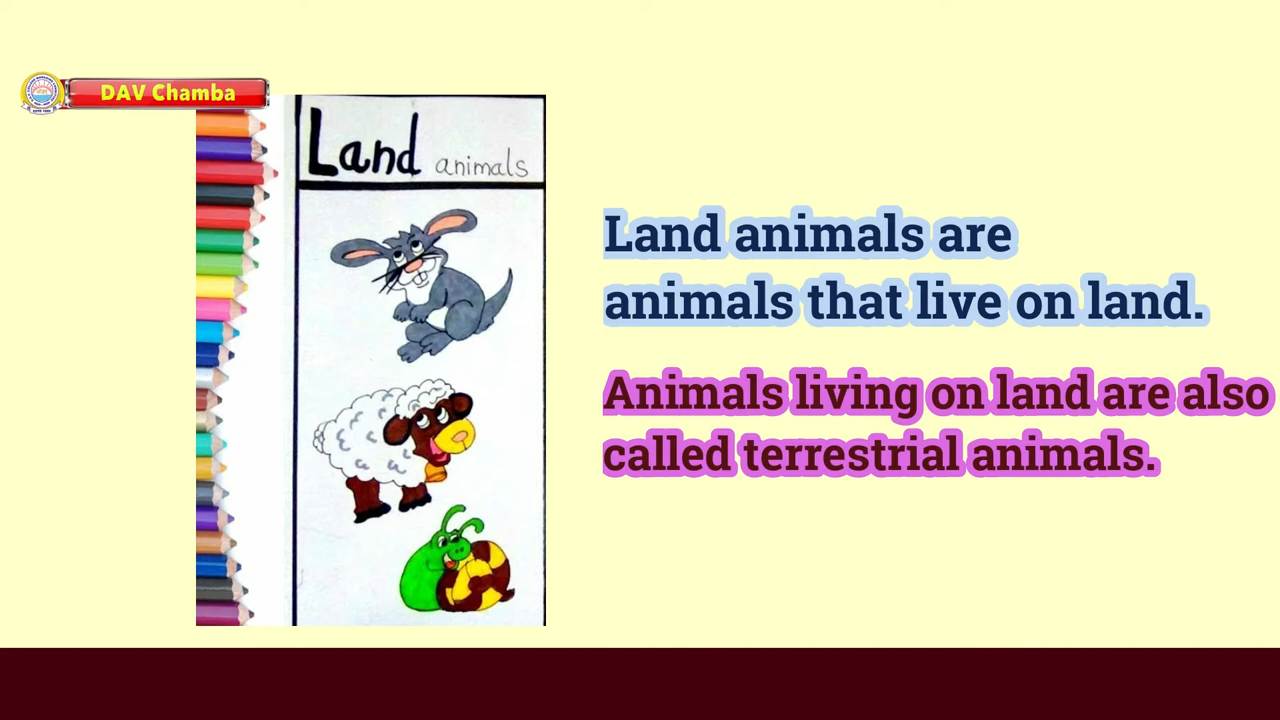 DAV Chamba
Land animals
Land animals are
animals that live on land.
Animals living on land are also
called terrestrial animals.